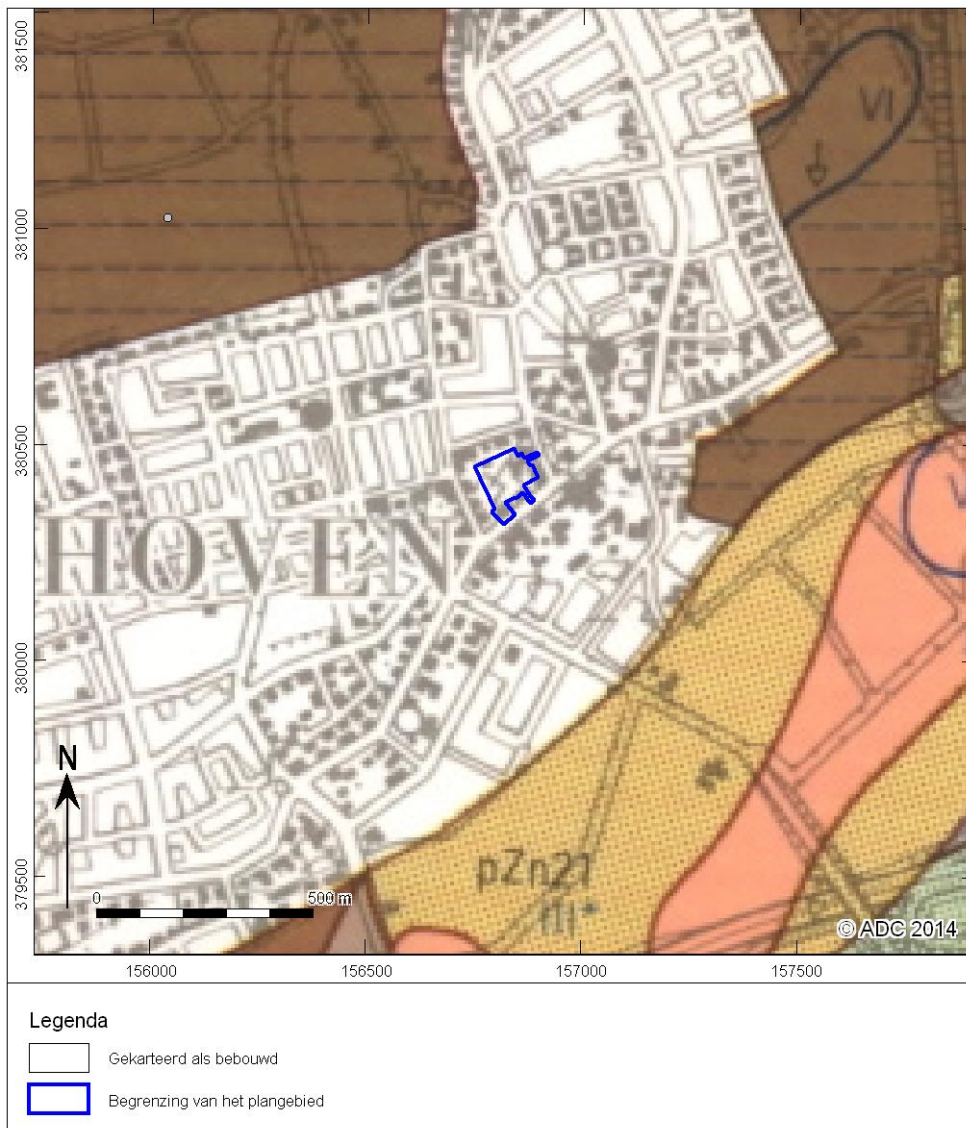 381500
381000
380500
380000
379500
VI
HOVEN
N
0 500 m
pZn21
© ADC 2014
156000 156500 157000 157500
Legenda
Gekarteerd als bebouwd
Begrenzing van het plangebied